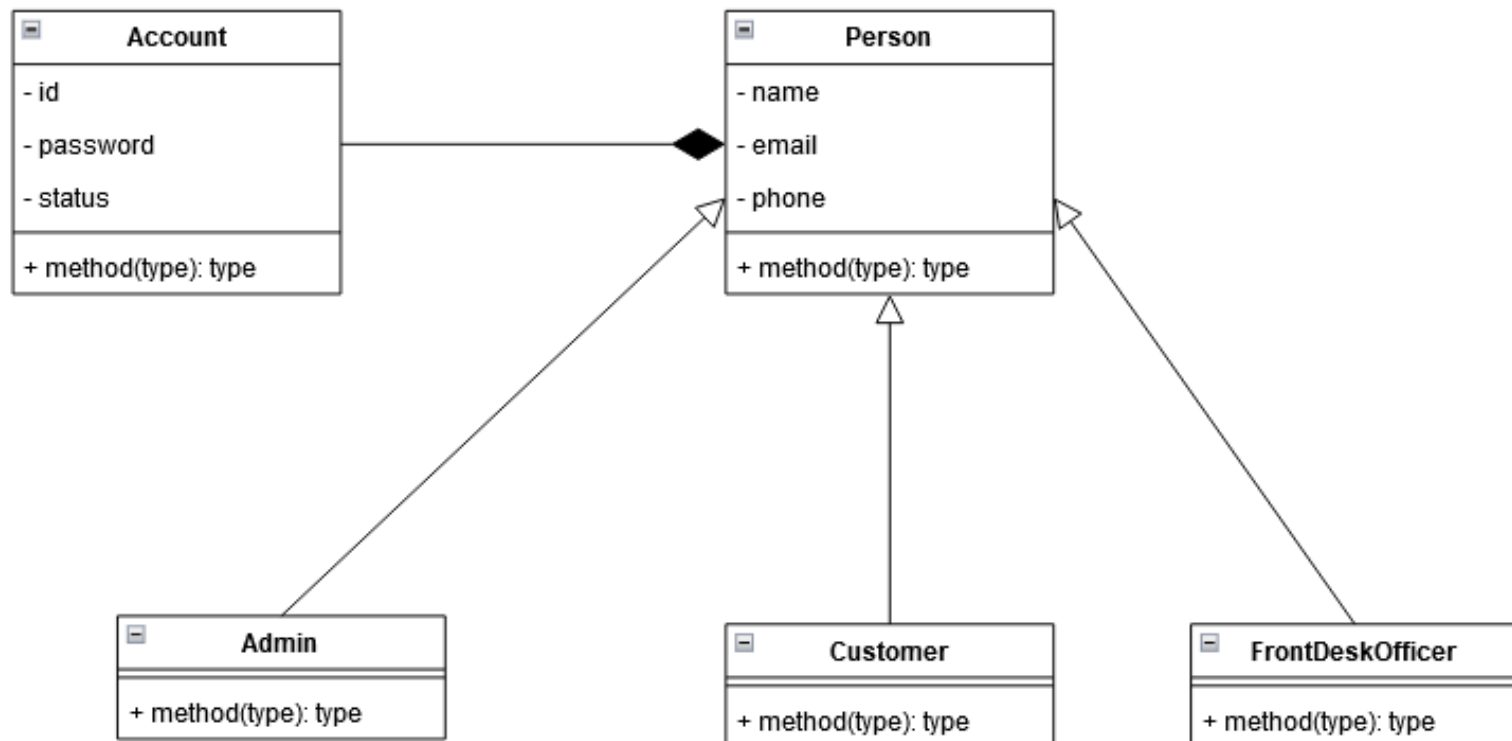 Account
- id
- password
- status
+ method(type): type
Person
- name
- email
- phone
+ method(type): type
Admin
+ method(type): type
Customer
+ method(type): type
FrontDeskOfficer
+ method(type): type